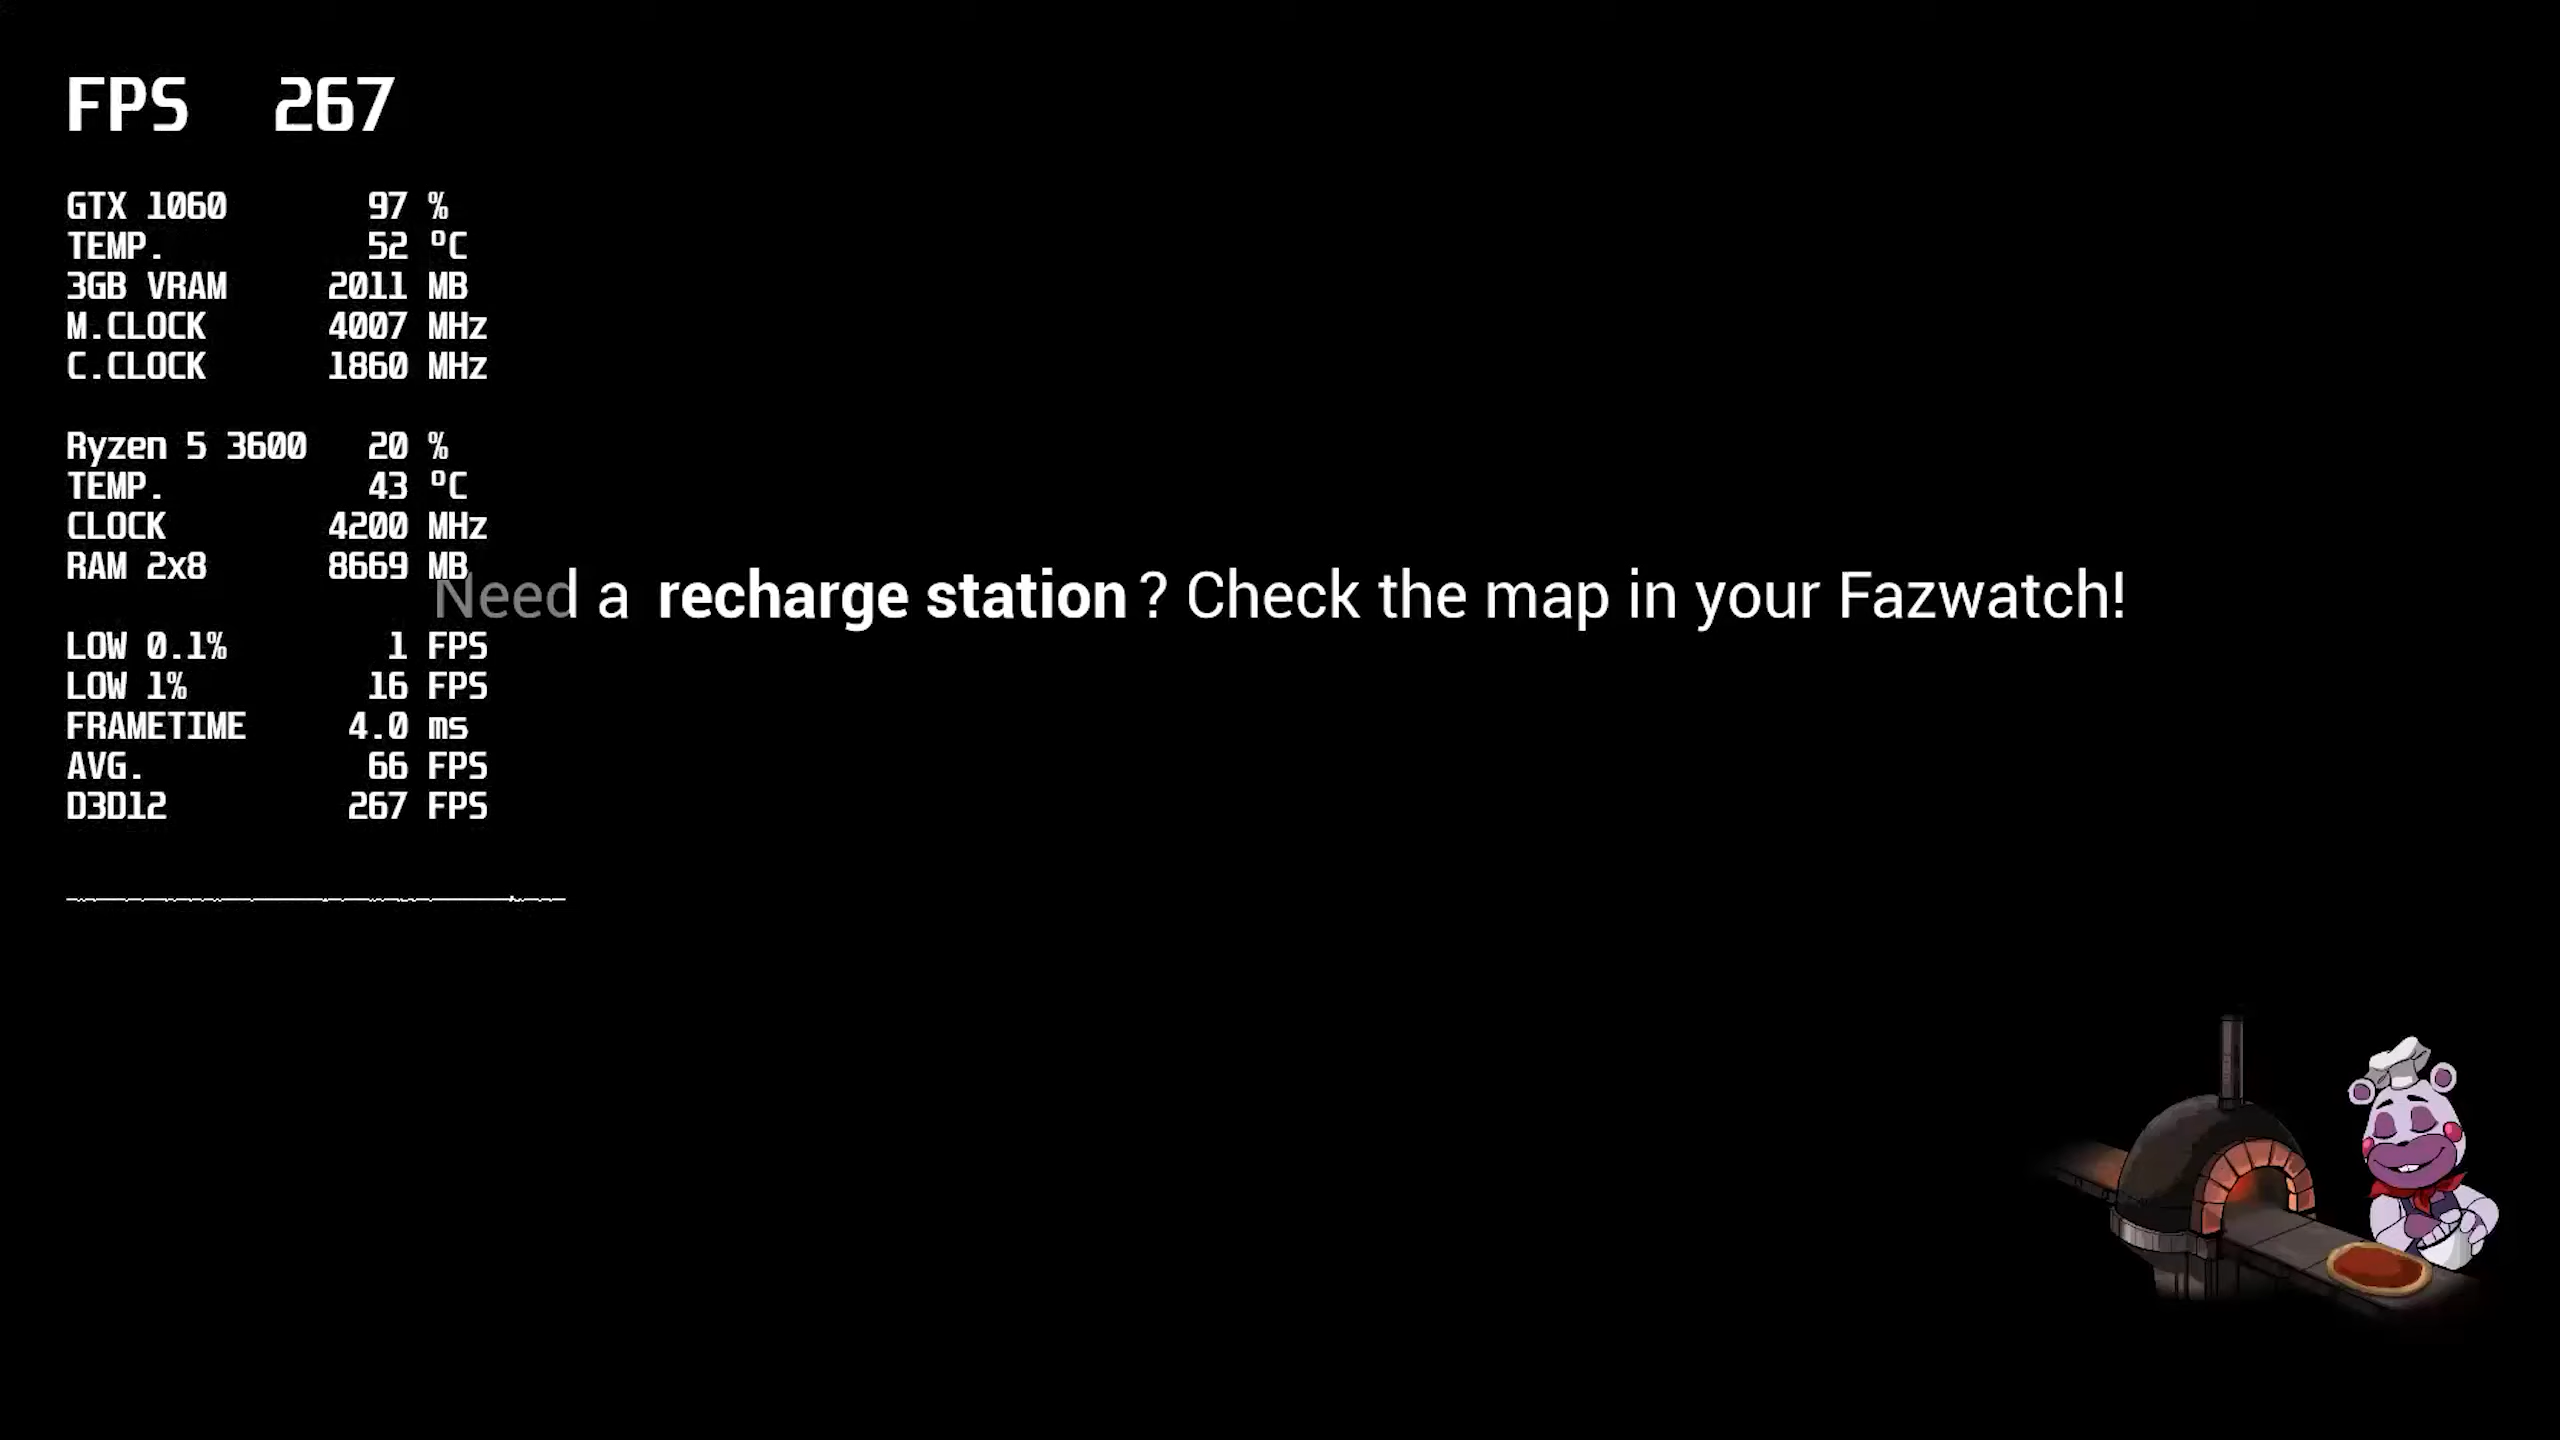 FPS 267
GTX 1060 97 %
TEMP. 52 ºC
3GB VRAM 2011 MB
M.CLOCK 4007 MHz
C.CLOCK 1860 MHz
Ryzen 5 3600 20 %
TEMP. 43 ºC
CLOCK 4200 MHz
RAM 2x8 8669 MB
Need a recharge station? Check the map in your Fazwatch!
LOW 0.1% 1 FPS
LOW 1% 16 FPS
FRAMETIME 4.0 ms
AVG. 66 FPS
D3D12 267 FPS